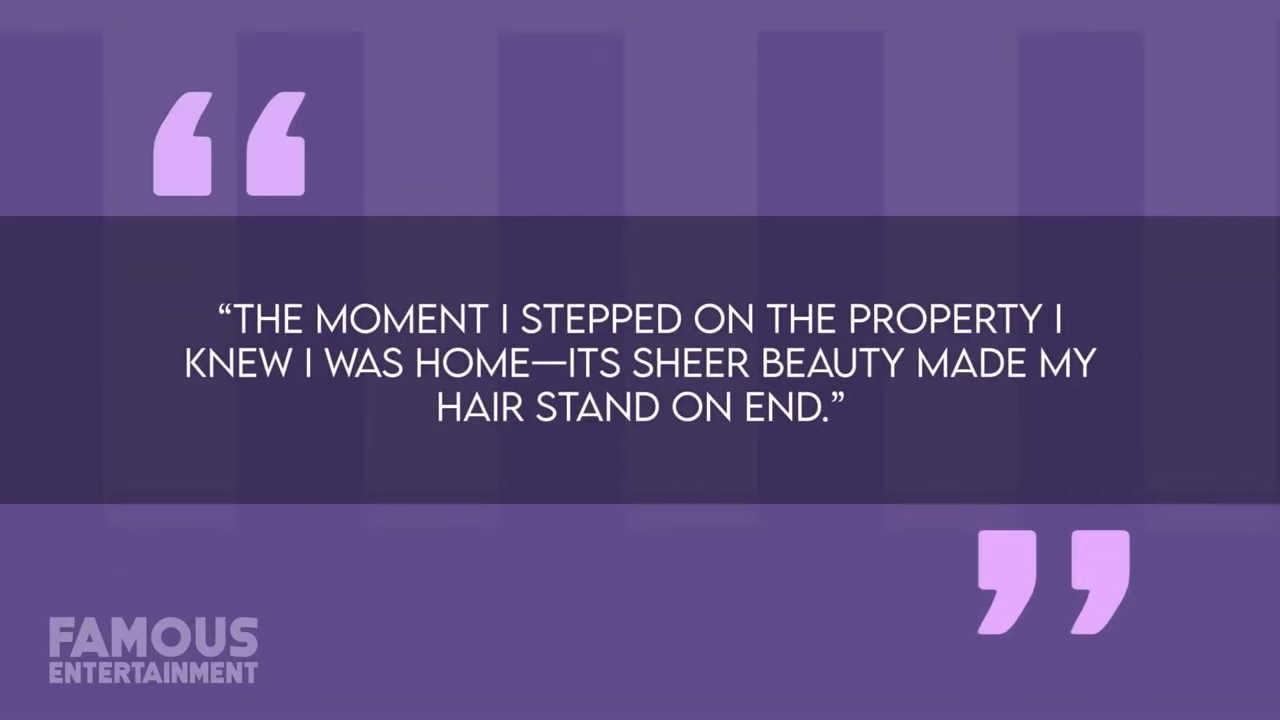 “THE MOMENT I STEPPED ON THE PROPERTY I
KNEW I WAS HOME—ITS SHEER BEAUTY MADE MY
HAIR STAND ON END.”
FAMOUS
ENTERTAINMENT